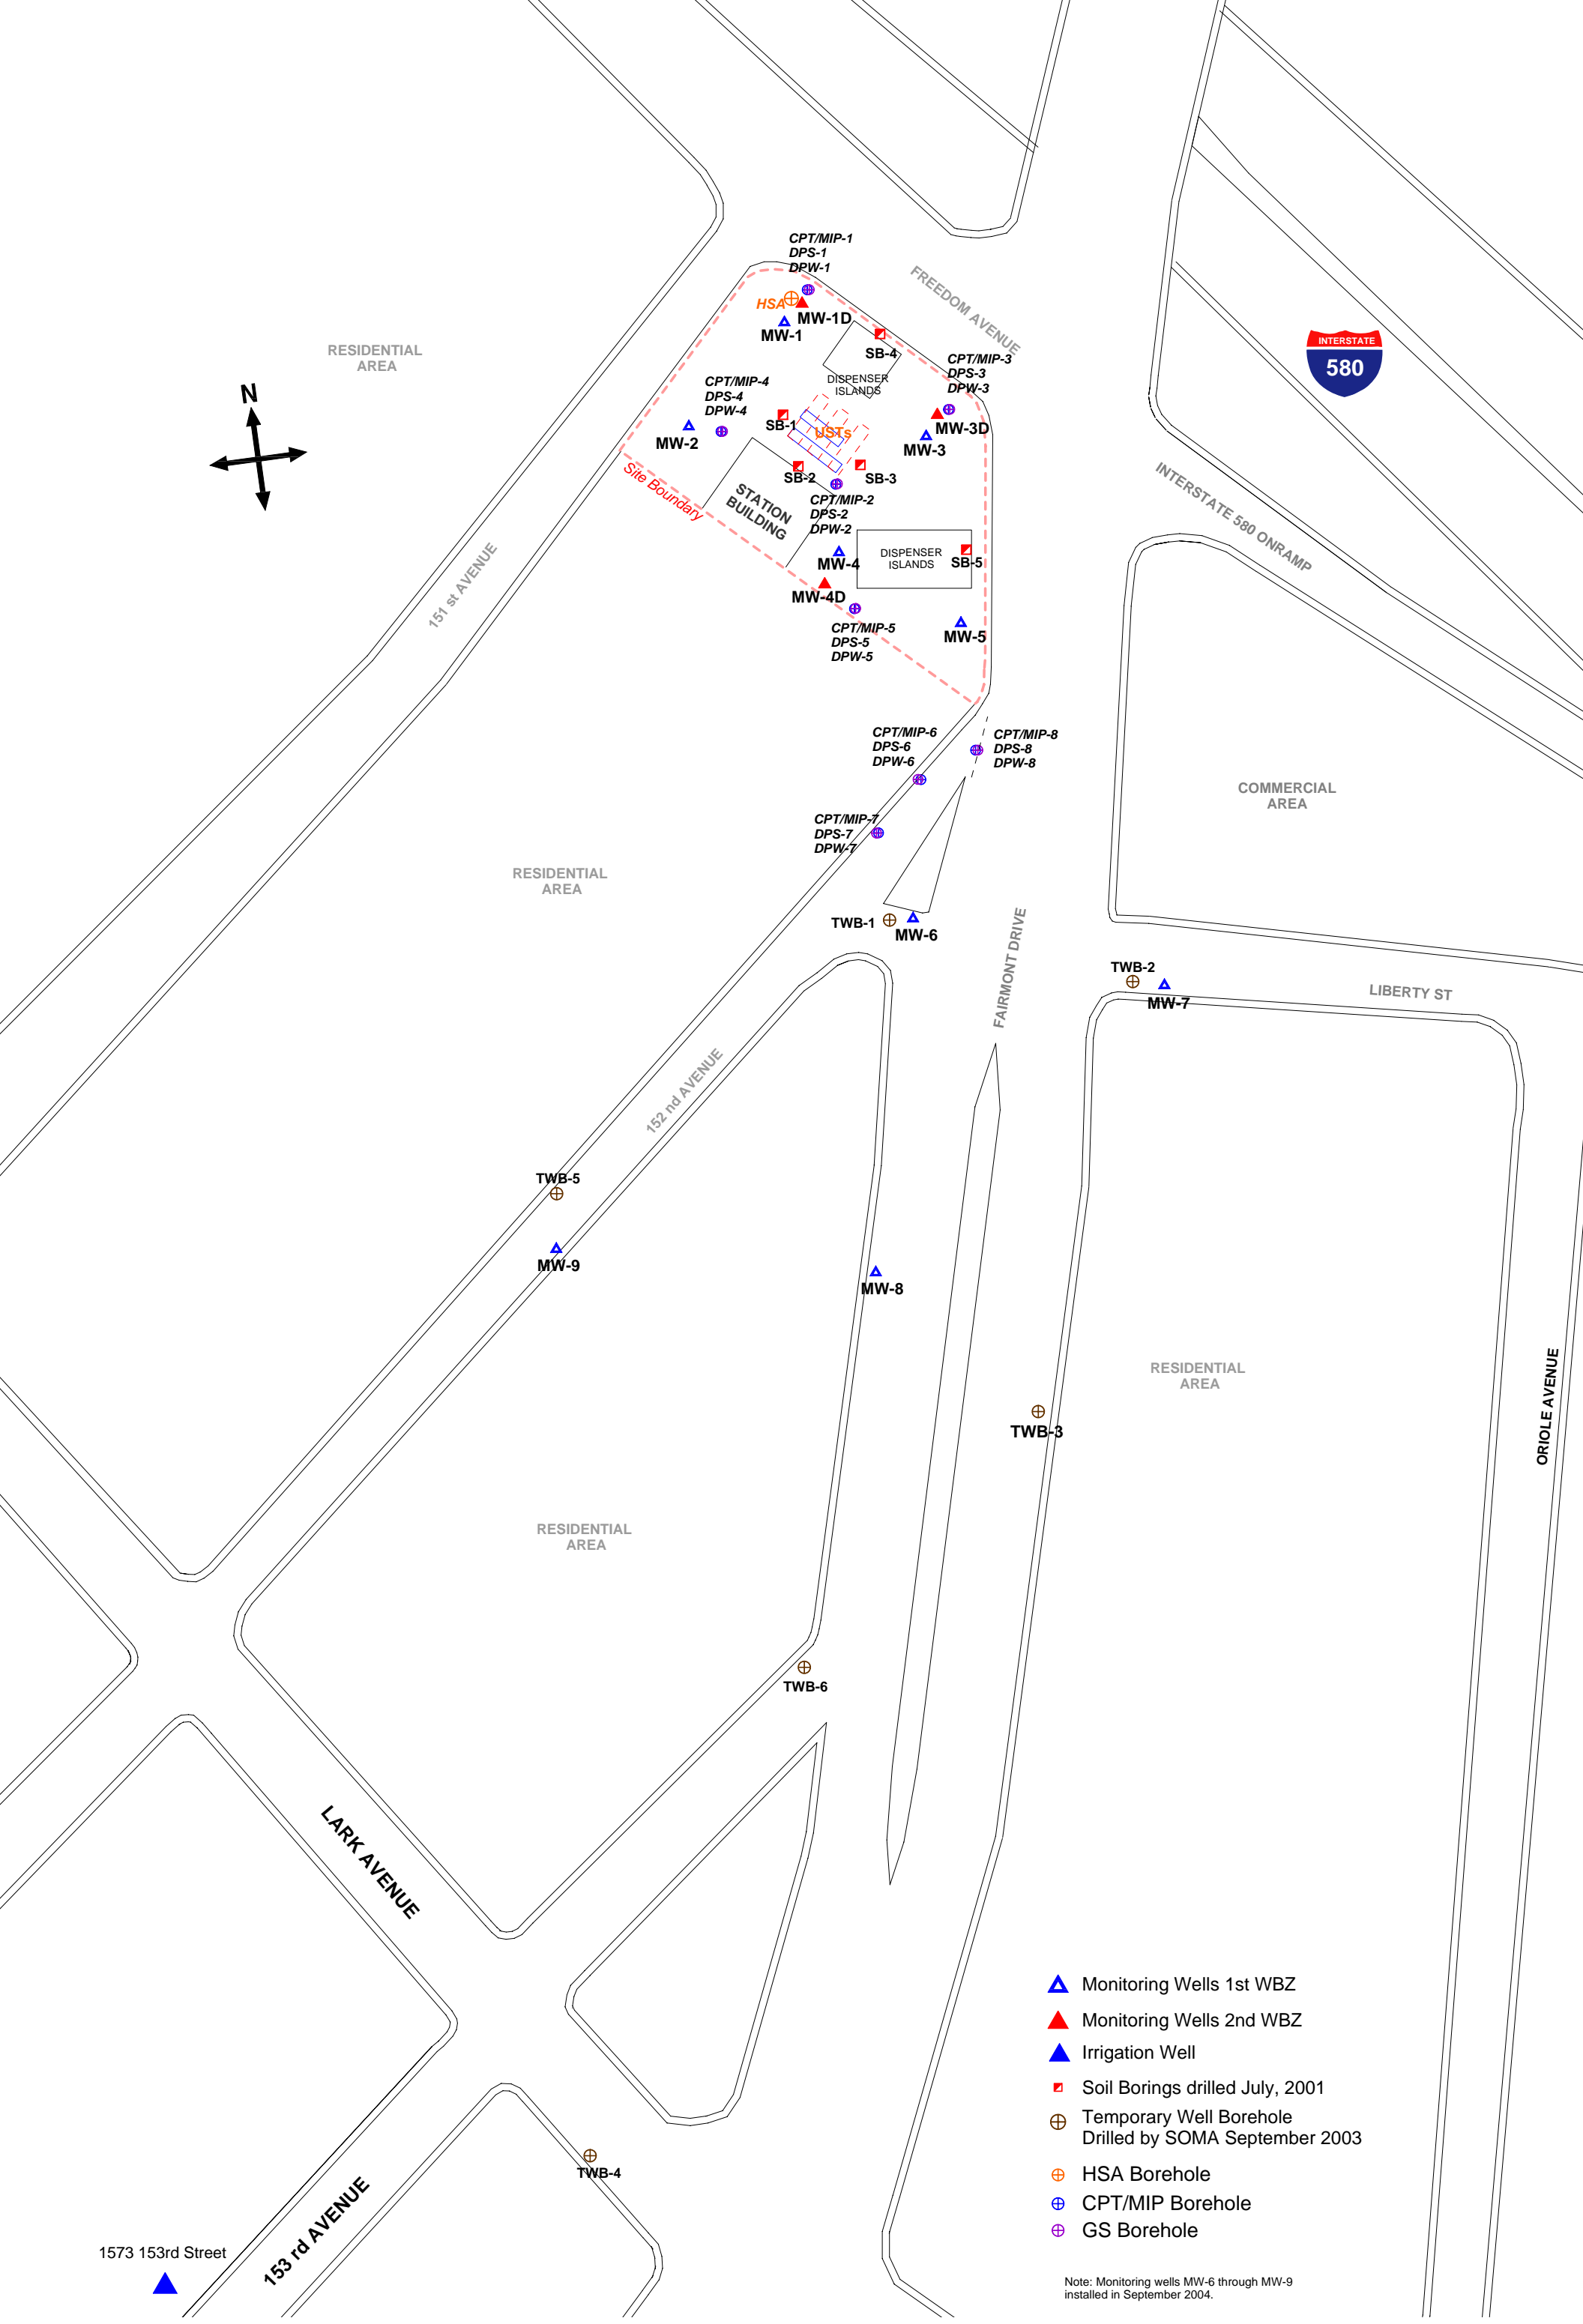 CPT/MIP-1
DPS-1
DPW-1
FREEDOM AVENUE
HSA
MW-1D
MW-1
SB-4
INTERSTATE
580
RESIDENTIAL
AREA
N
CPT/MIP-3
DPS-3
DPW-3
DISPENSER
ISLANDS
CPT/MIP-4
DPS-4
DPW-4
SB-1
USTs
MW-3D
MW-3
MW-2
Site Boundary
SB-2
SB-3
STATION
BUILDING
CPT/MIP-2
DPS-2
DPW-2
INTERSTATE 580 ONRAMP
MW-4
DISPENSER
ISLANDS
SB-5
151 st AVENUE
MW-4D
CPT/MIP-5
DPS-5
DPW-5
MW-5
CPT/MIP-6
DPS-6
DPW-6
CPT/MIP-8
DPS-8
DPW-8
COMMERCIAL
AREA
CPT/MIP-7
DPS-7
DPW-7
RESIDENTIAL
AREA
TWB-1
MW-6
FAIRMONT DRIVE
TWB-2
MW-7
LIBERTY ST
152 nd AVENUE
TWB-5
MW-9
MW-8
RESIDENTIAL
AREA
TWB-3
ORIOLE AVENUE
RESIDENTIAL
AREA
TWB-6
LARK AVENUE
Monitoring Wells 1st WBZ
Monitoring Wells 2nd WBZ
Irrigation Well
Soil Borings drilled July, 2001
Temporary Well Borehole
Drilled by SOMA September 2003
HSA Borehole
CPT/MIP Borehole
GS Borehole
TWB-4
153 rd AVENUE
1573 153rd Street
Note: Monitoring wells MW-6 through MW-9
installed in September 2004.